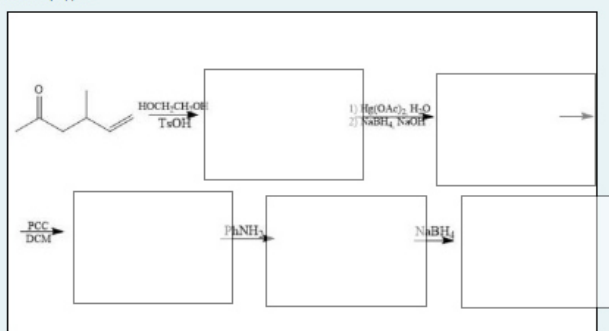 O
HOCH₂CH₂OH
TsOH
1) Hg(OAc)₂, H₂O
2) NaBH₄, NaOH
PCC
DCM
PhNH₂
NaBH₄